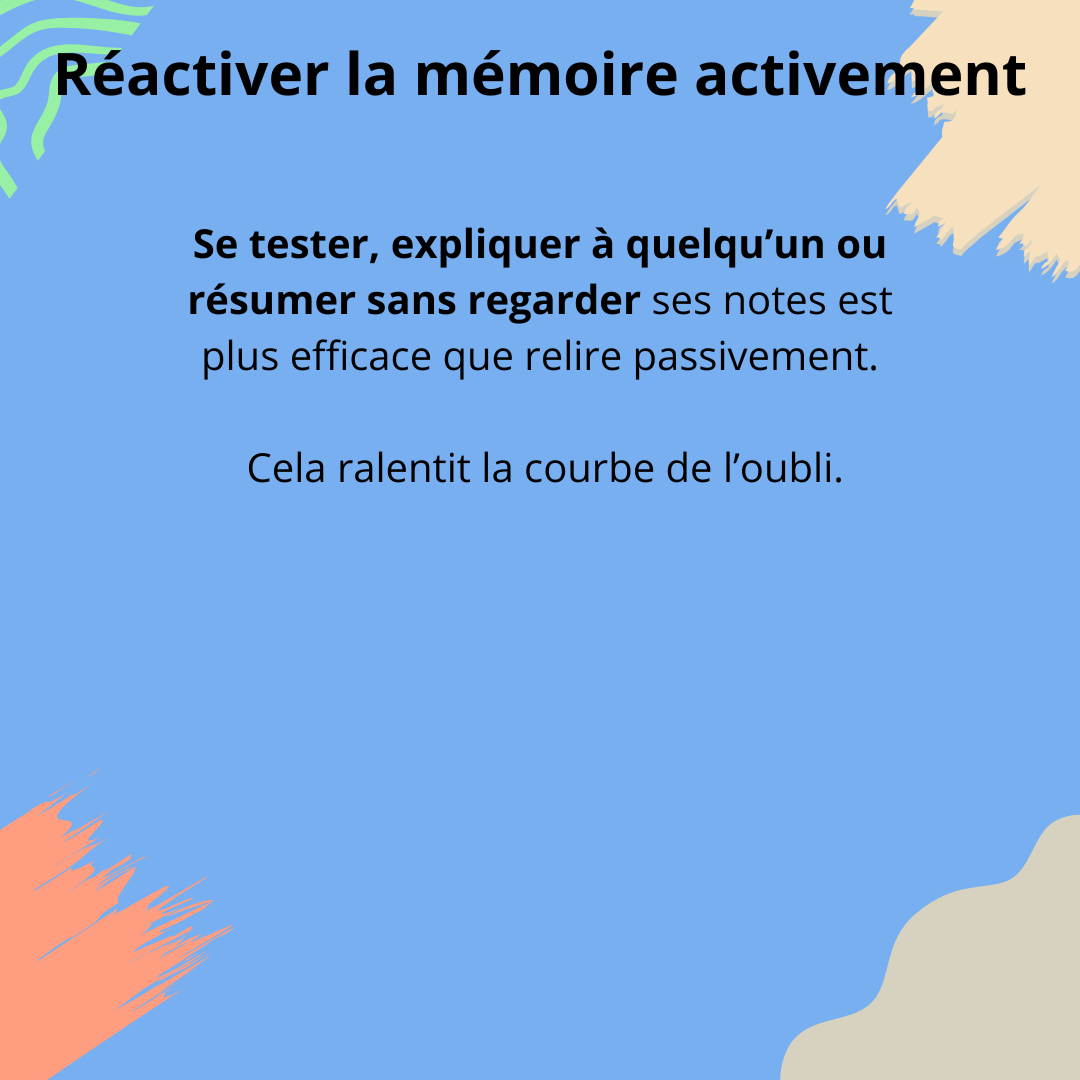 Réactiver la mémoire activement
Se tester, expliquer à quelqu’un ou
résumer sans regarder ses notes est
plus efficace que relire passivement.
Cela ralentit la courbe de l’oubli.